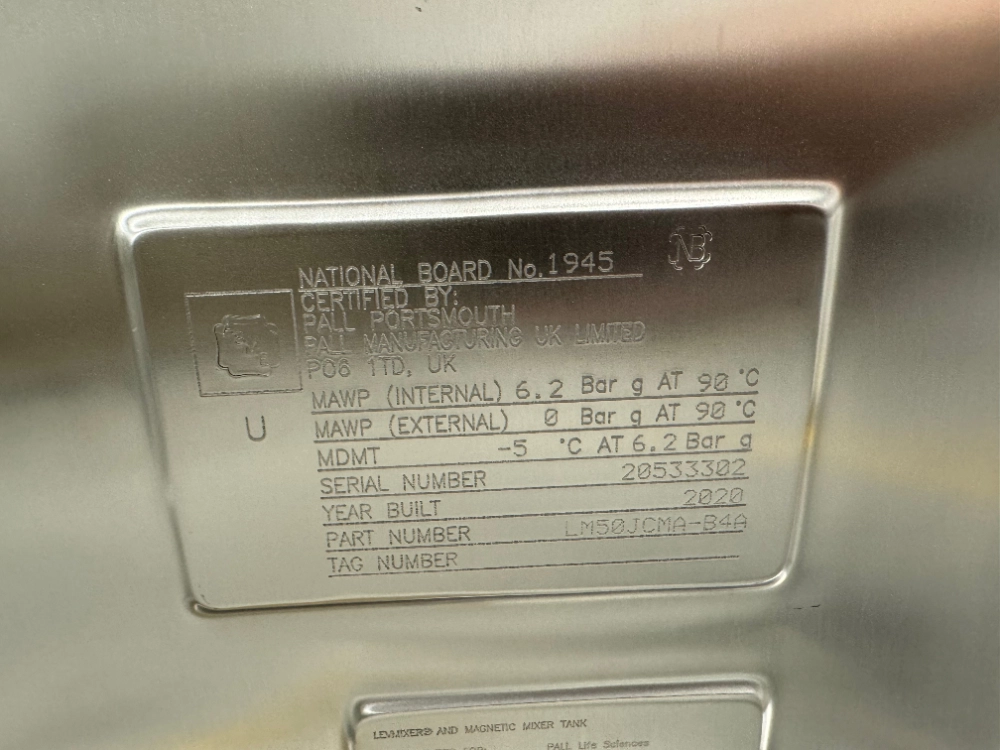 NATIONAL BOARD No. 1945
NB
CERTIFIED BY:
PALL PORTSMOUTH
PALL MANUFACTURING UK LIMITED
PO6 1TD, UK
U
MAWP (INTERNAL) 6.2 Bar g AT 90 °C
MAWP (EXTERNAL) 0 Bar g AT 90 °C
MDMT -5 °C AT 6.2 Bar g
SERIAL NUMBER 20533302
YEAR BUILT 2020
PART NUMBER LM50JCMA-B4A
TAG NUMBER
LEVMIXER® AND MAGNETIC MIXER TANK
PALL Life Sciences